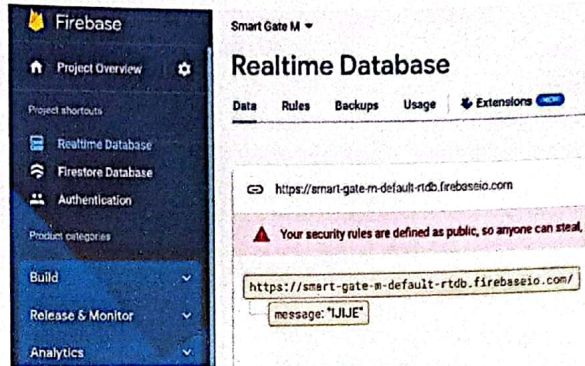 Firebase
Project Overview
Project shortcuts
Realtime Database
Firestore Database
Authentication
Product categories
Build
Release & Monitor
Analytics
Smart Gate M
Realtime Database
Data Rules Backups Usage Extensions NEW
https://smart-gate-m-default-rtdb.firebaseio.com
Your security rules are defined as public, so anyone can steal,
https://smart-gate-m-default-rtdb.firebaseio.com/
message: "IJIJE"